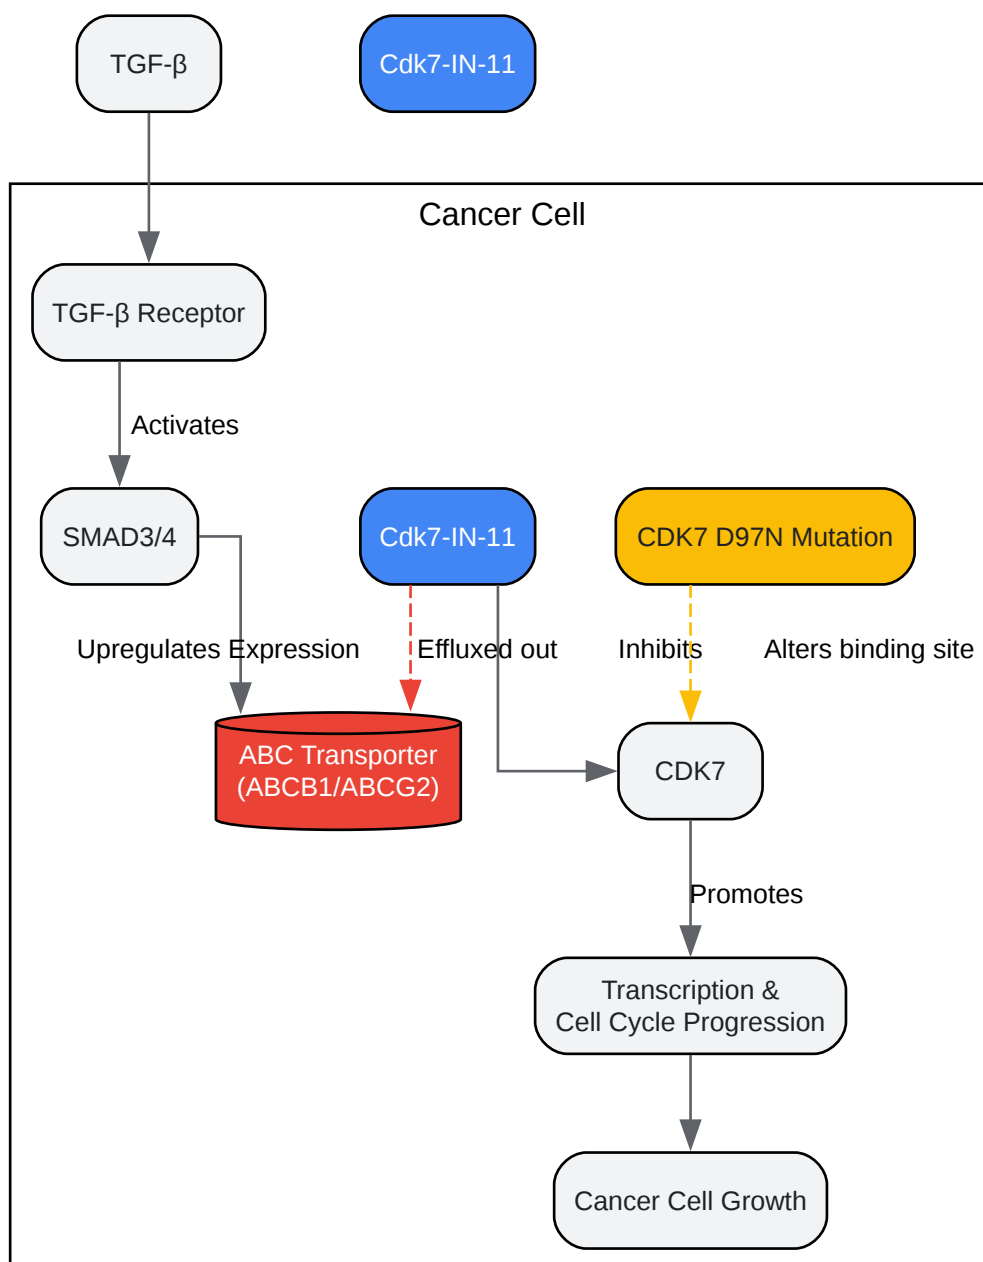 TGF-β
Cdk7-IN-11
Cancer Cell
TGF-β Receptor
Activates
SMAD3/4
Cdk7-IN-11
CDK7 D97N Mutation
Upregulates Expression
Effluxed out
Inhibits
Alters binding site
ABC Transporter
(ABCB1/ABCG2)
CDK7
Promotes
Transcription &
Cell Cycle Progression
Cancer Cell Growth